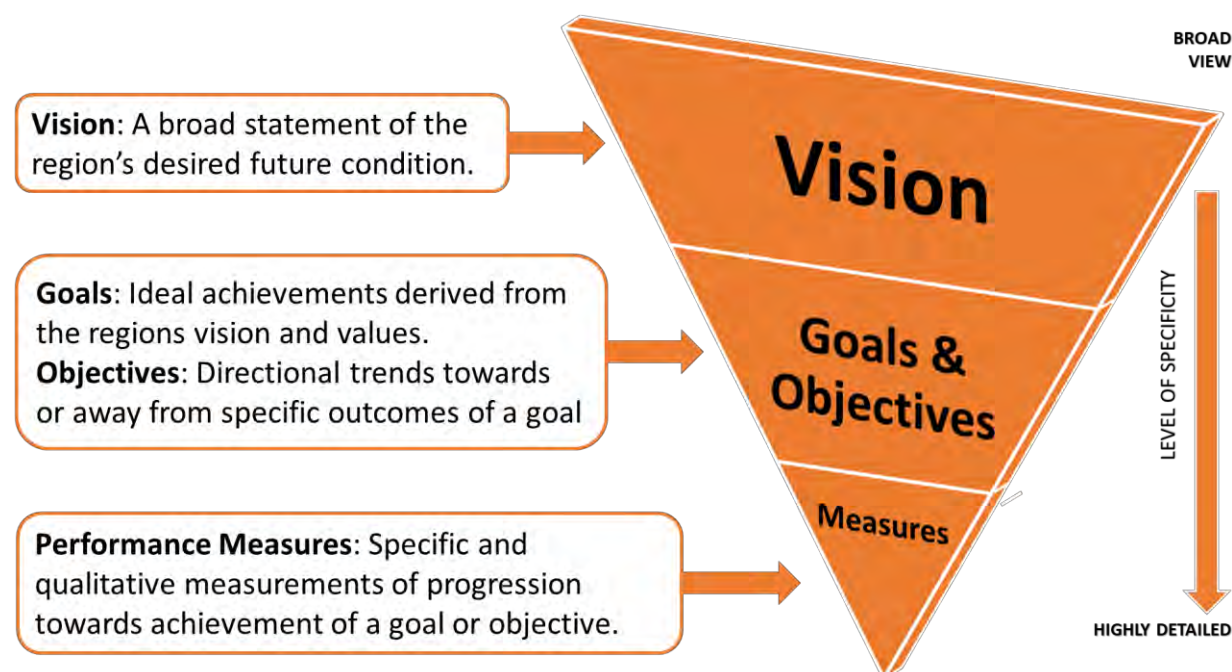 BROAD
VIEW
Vision: A broad statement of the
region's desired future condition.
Vision
Goals: Ideal achievements derived from
the regions vision and values.
Objectives: Directional trends towards
or away from specific outcomes of a goal
Goals &
Objectives
LEVEL OF SPECIFICITY
Performance Measures: Specific and
qualitative measurements of progression
towards achievement of a goal or objective.
Measures
HIGHLY DETAILED